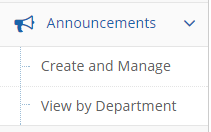 Announcements
Create and Manage
View by Department